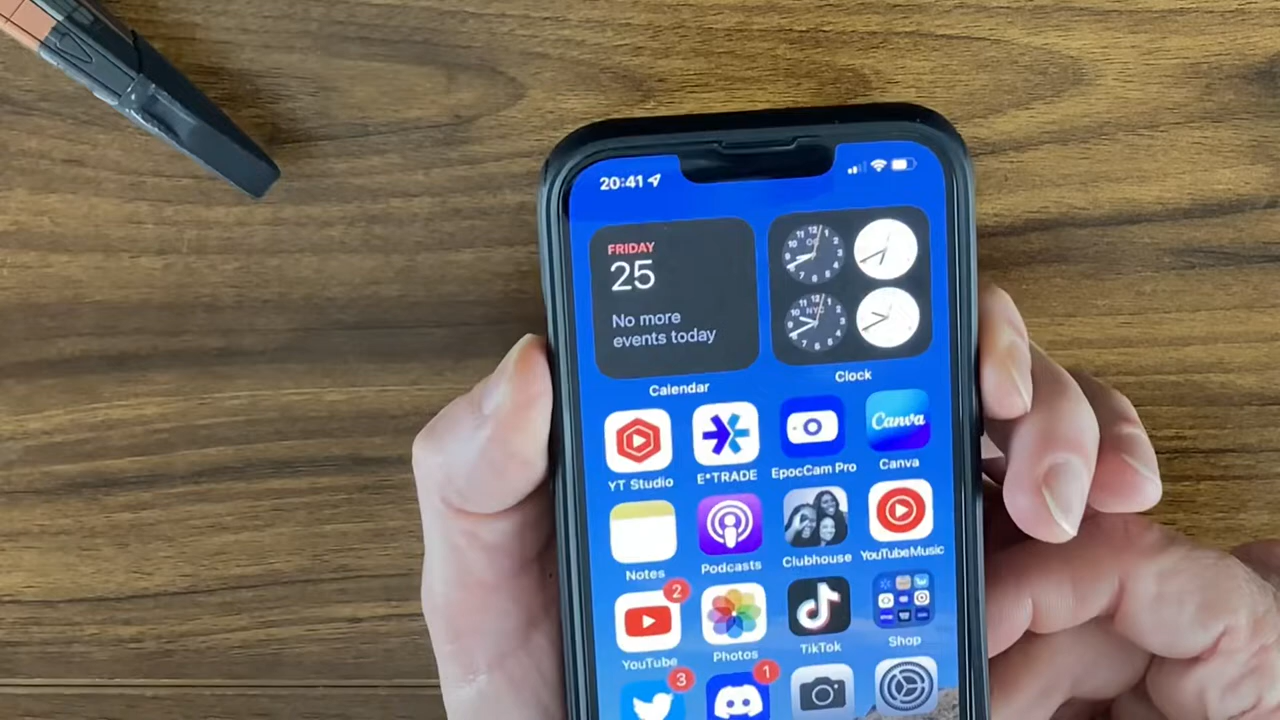 20:41
FRIDAY
25
No more
events today
Calendar
Clock
YT Studio
E*TRADE
EpocCam Pro
Canva
Canva
Notes
Podcasts
Clubhouse
YouTube Music
2
YouTube
Photos
TikTok
Shop
3
1